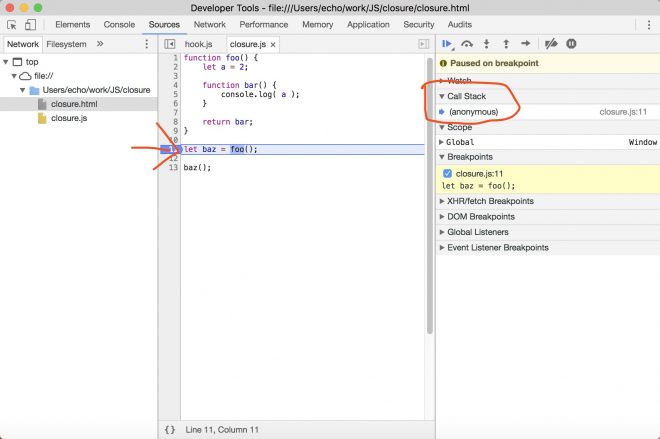 Developer Tools - file:///Users/echo/work/JS/closure/closure.html
Elements Console Sources Network Performance Memory Application Security Audits
Network Filesystem »
top
file://
Users/echo/work/JS/closure
closure.html
closure.js
hook.js closure.js ×
1 function foo() {
2 let a = 2;
3
4 function bar() {
5 console.log( a );
6 }
7
8 return bar;
9 }
10
11 let baz = foo();
12
13 baz();
{} Line 11, Column 11
Paused on breakpoint
Watch
Call Stack
(anonymous) closure.js:11
Scope
Global Window
Breakpoints
closure.js:11
let baz = foo();
XHR/fetch Breakpoints
DOM Breakpoints
Global Listeners
Event Listener Breakpoints